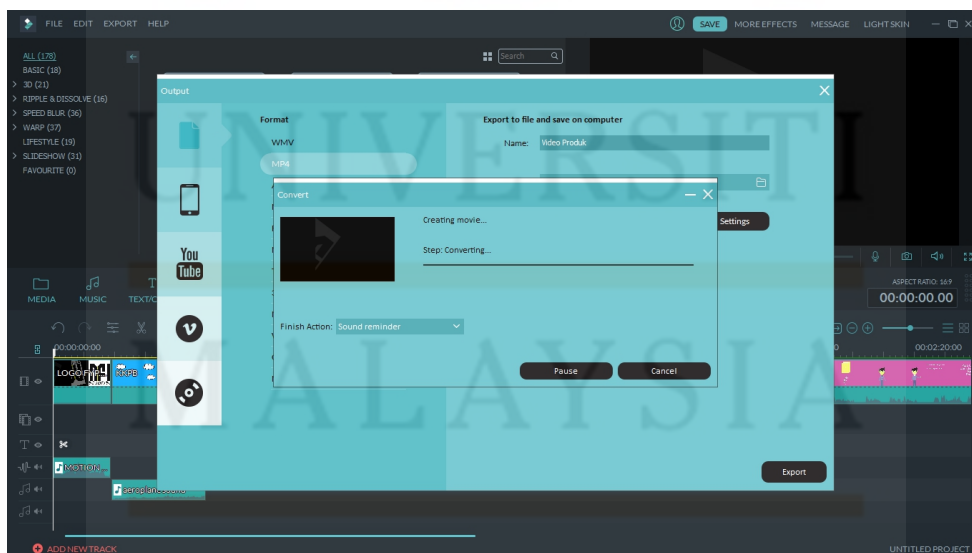 FILE EDIT EXPORT HELP
SAVE MORE EFFECTS MESSAGE LIGHT SKIN
ALL (178)
BASIC (18)
3D (21)
RIPPLE & DISSOLVE (16)
SPEED BLUR (36)
WARP (37)
LIFESTYLE (19)
SLIDESHOW (31)
FAVOURITE (0)
Search
Output
Format
WMV
MP4
Export to file and save on computer
Name: Video Produk
Settings
You
Tube
Convert
Creating movie...
Step: Converting...
Finish Action: Sound reminder
Pause Cancel
Export
UNIVERSITI
MALAYSIA
MEDIA MUSIC
ASPECT RATIO: 16:9
00:00:00.00
00:00:00:00
00:02:20:00
KKPB
MOTION...
ADD NEW TRACK
UNTITLED PROJECT